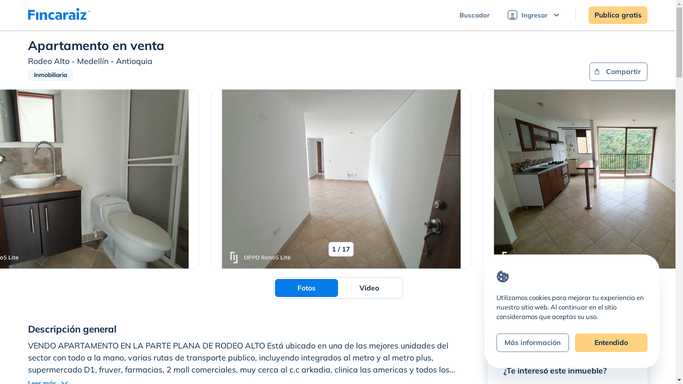 Fincaraiz
Buscador
Ingresar
Publica gratis
Apartamento en venta
Rodeo Alto - Medellín - Antioquia
Inmobiliaria
Compartir
Lite
OPPO Reno5 Lite
1 / 17
Fotos
Video
Utilizamos cookies para mejorar tu experiencia en
nuestro sitio web. Al continuar en el sitio
consideramos que aceptas su uso.
Más información
Entendido
Descripción general
VENDO APARTAMENTO EN LA PARTE PLANA DE RODEO ALTO Está ubicado en una de las mejores unidades del
sector con todo a la mano, varias rutas de transporte publico, incluyendo integrados al metro y al metro plus,
supermercado D1, fruver, farmacias, 2 mall comerciales, muy cerca al c.c arkadia, clinica las americas y todos los...
Leer más
¿Te interesó este inmueble?